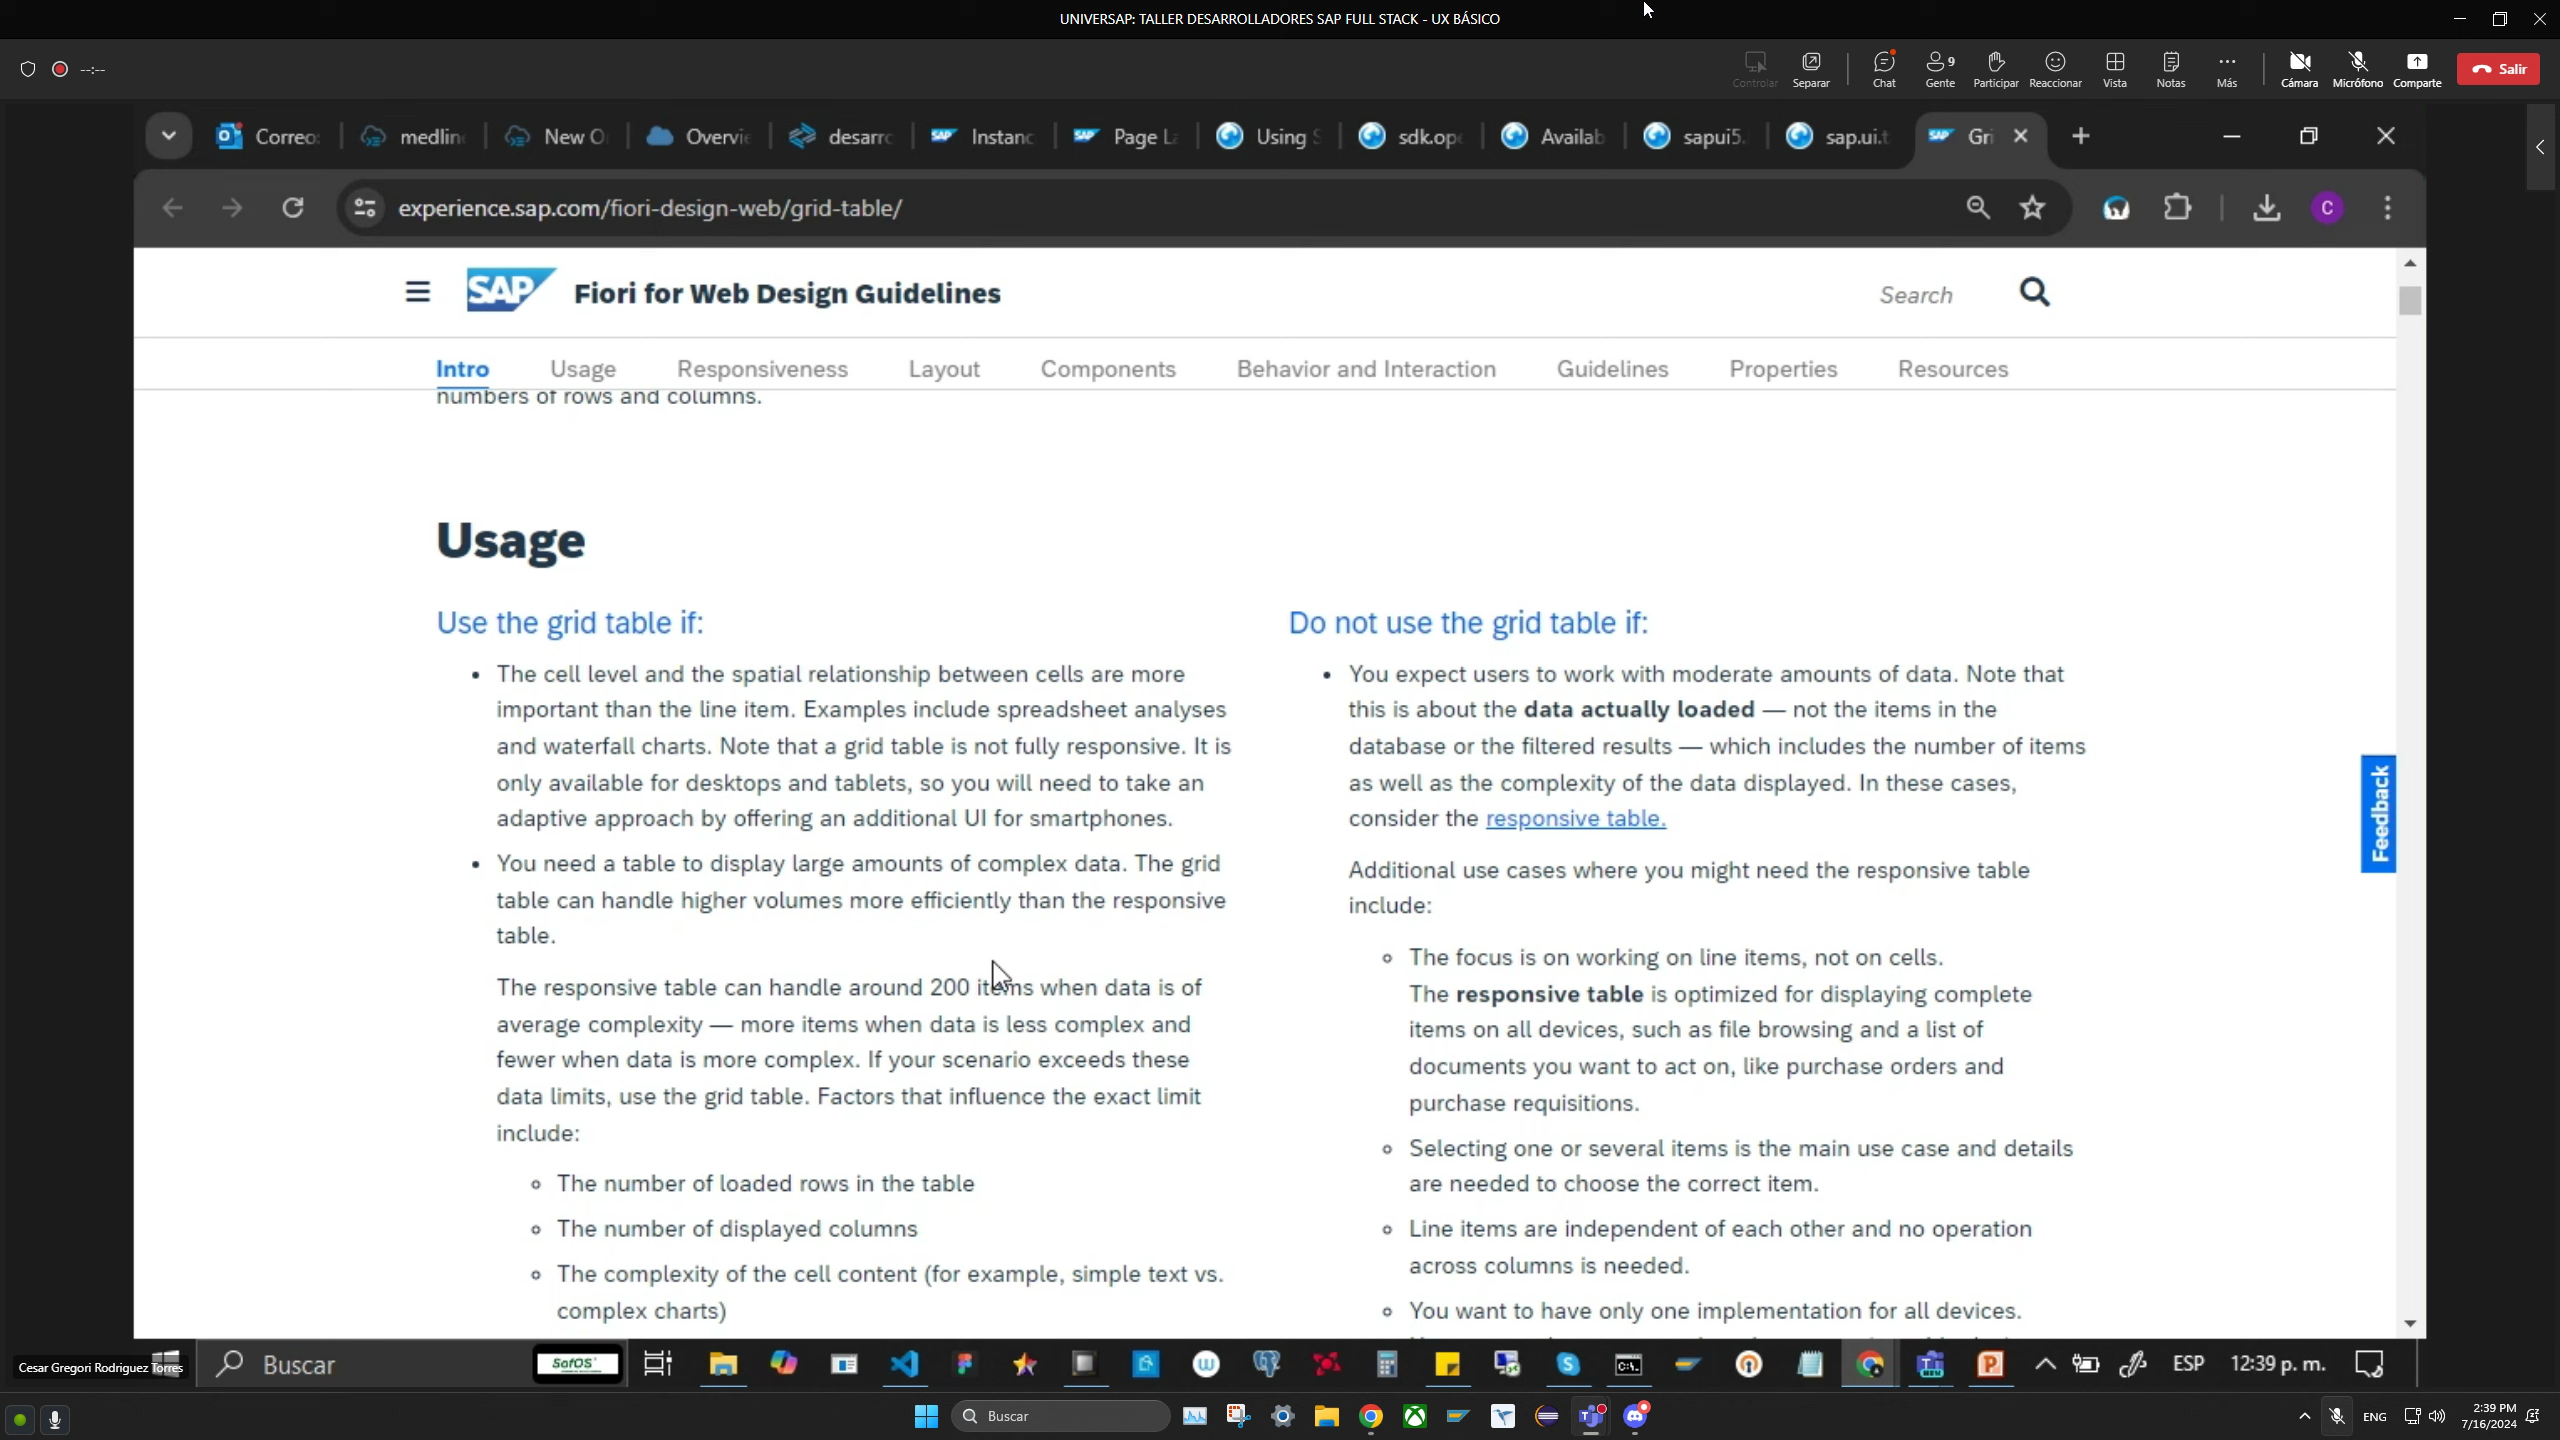 UNIVERSAP: TALLER DESARROLLADORES SAP FULL STACK - UX BÁSICO
--:--
Controlar
Separar
Chat
9
Gente
Participar
Reaccionar
Vista
Notas
Más
Cámara
Micrófono
Comparte
Salir
Correo:
medline
New O
Overvie
desarro
SAP Instanc
SAP Page La
Using S
sdk.ope
Availab
sapui5.
sap.ui.t
SAP Gri
experience.sap.com/fiori-design-web/grid-table/
C
SAP Fiori for Web Design Guidelines
Search
Intro
Usage
Responsiveness
Layout
Components
Behavior and Interaction
Guidelines
Properties
Resources
numbers of rows and columns.
Usage
Use the grid table if:
• The cell level and the spatial relationship between cells are more
important than the line item. Examples include spreadsheet analyses
and waterfall charts. Note that a grid table is not fully responsive. It is
only available for desktops and tablets, so you will need to take an
adaptive approach by offering an additional UI for smartphones.
• You need a table to display large amounts of complex data. The grid
table can handle higher volumes more efficiently than the responsive
table.
The responsive table can handle around 200 items when data is of
average complexity — more items when data is less complex and
fewer when data is more complex. If your scenario exceeds these
data limits, use the grid table. Factors that influence the exact limit
include:
The number of loaded rows in the table
The number of displayed columns
The complexity of the cell content (for example, simple text vs.
complex charts)
Do not use the grid table if:
• You expect users to work with moderate amounts of data. Note that
this is about the data actually loaded — not the items in the
database or the filtered results — which includes the number of items
as well as the complexity of the data displayed. In these cases,
consider the responsive table.
Additional use cases where you might need the responsive table
include:
The focus is on working on line items, not on cells.
The responsive table is optimized for displaying complete
items on all devices, such as file browsing and a list of
documents you want to act on, like purchase orders and
purchase requisitions.
Selecting one or several items is the main use case and details
are needed to choose the correct item.
Line items are independent of each other and no operation
across columns is needed.
You want to have only one implementation for all devices.
Feedback
Cesar Gregori Rodriguez Torres
Buscar
SofOS
ESP
12:39 p. m.
Buscar
ENG
2:39 PM
7/16/2024